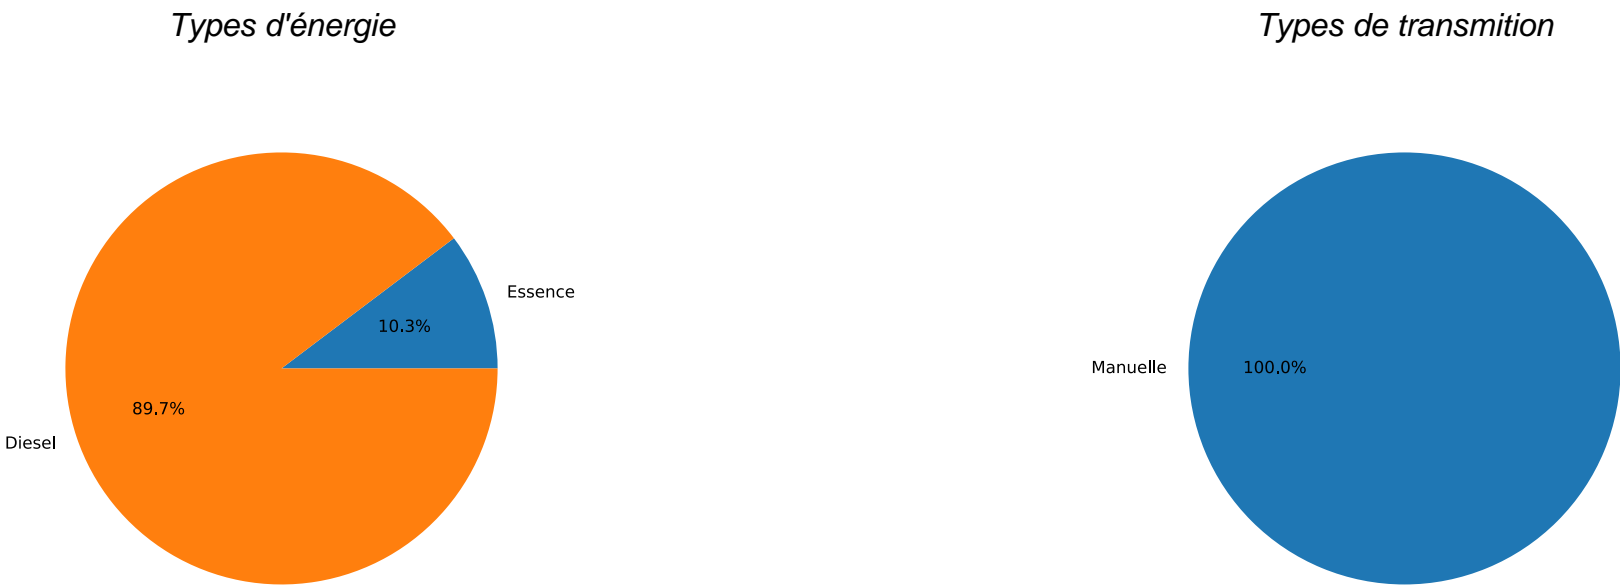 Types d'énergie
Types de transmition
Essence
10.3%
89.7%
Diesel
Manuelle
100.0%